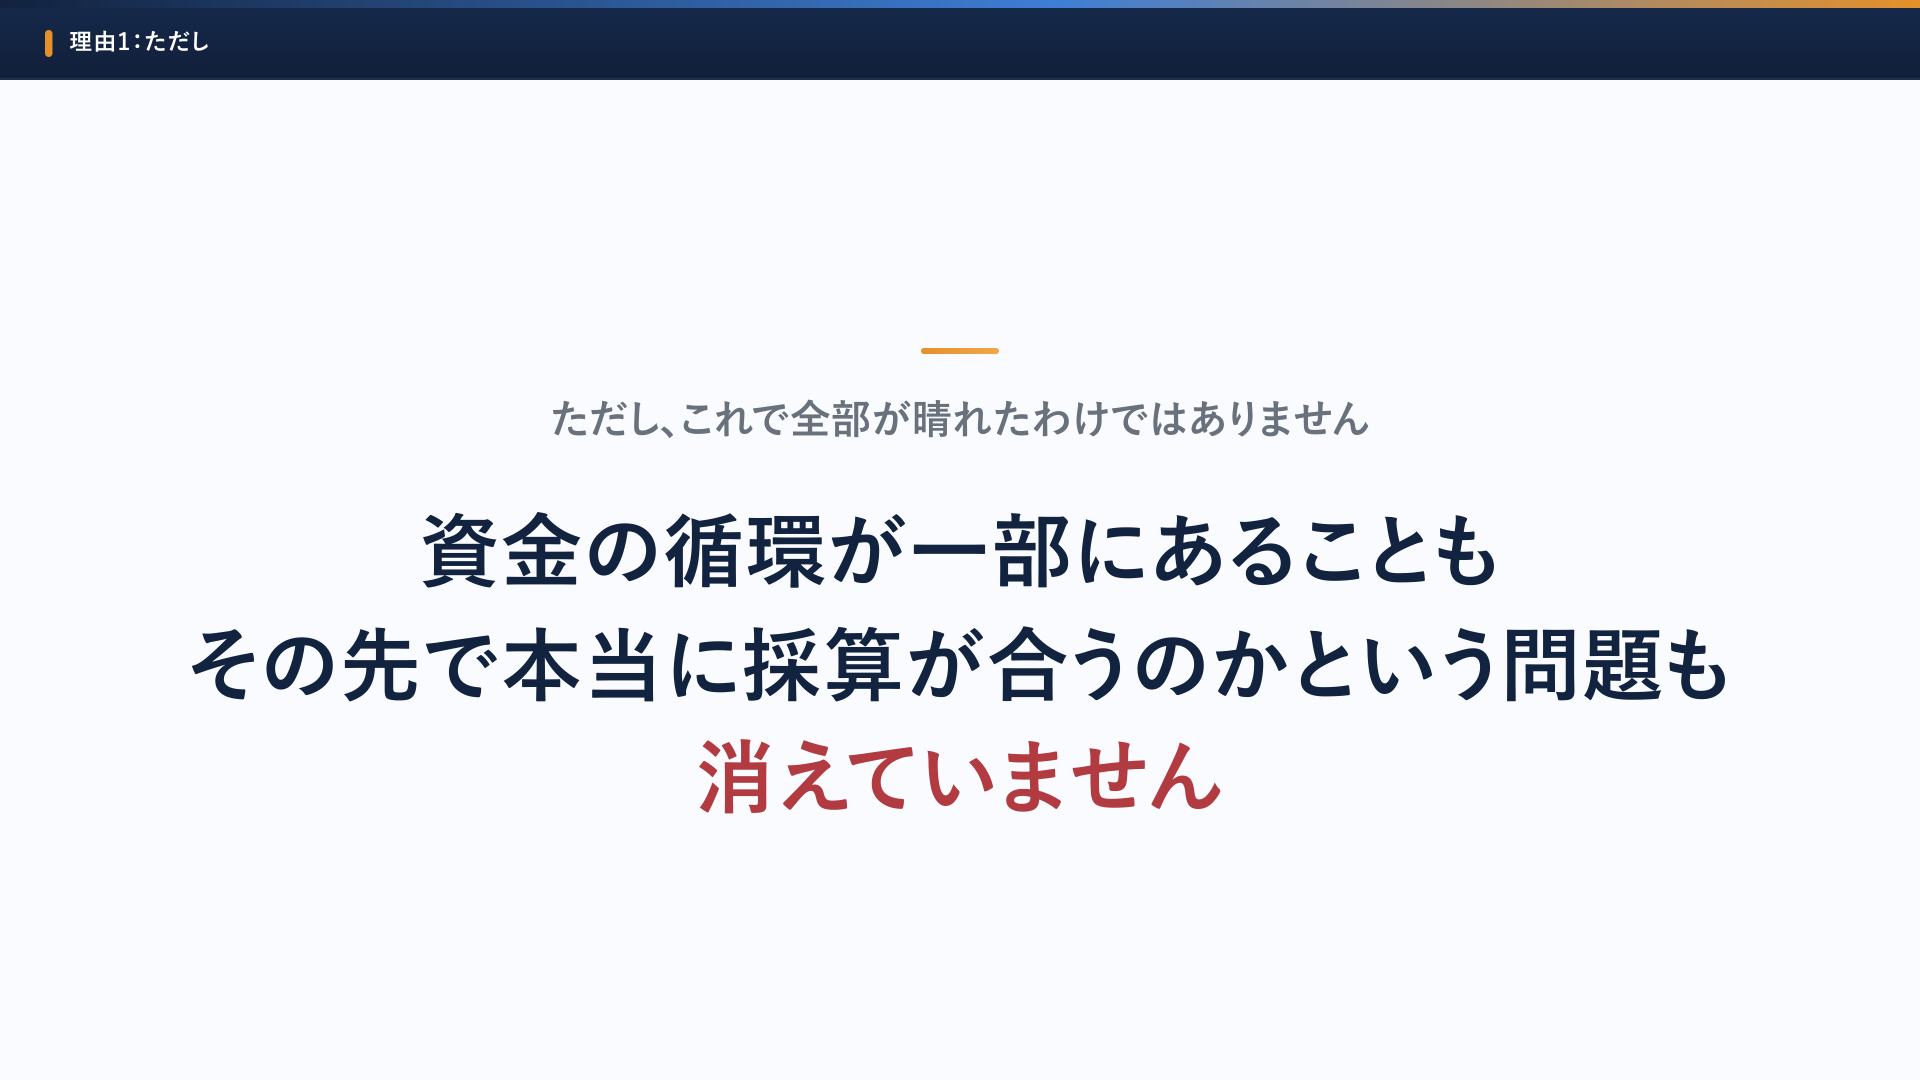 理由1：ただし
ただし、これで全部が晴れたわけではありません
資金の循環が一部にあることも
その先で本当に採算が合うのかという問題も
消えていません